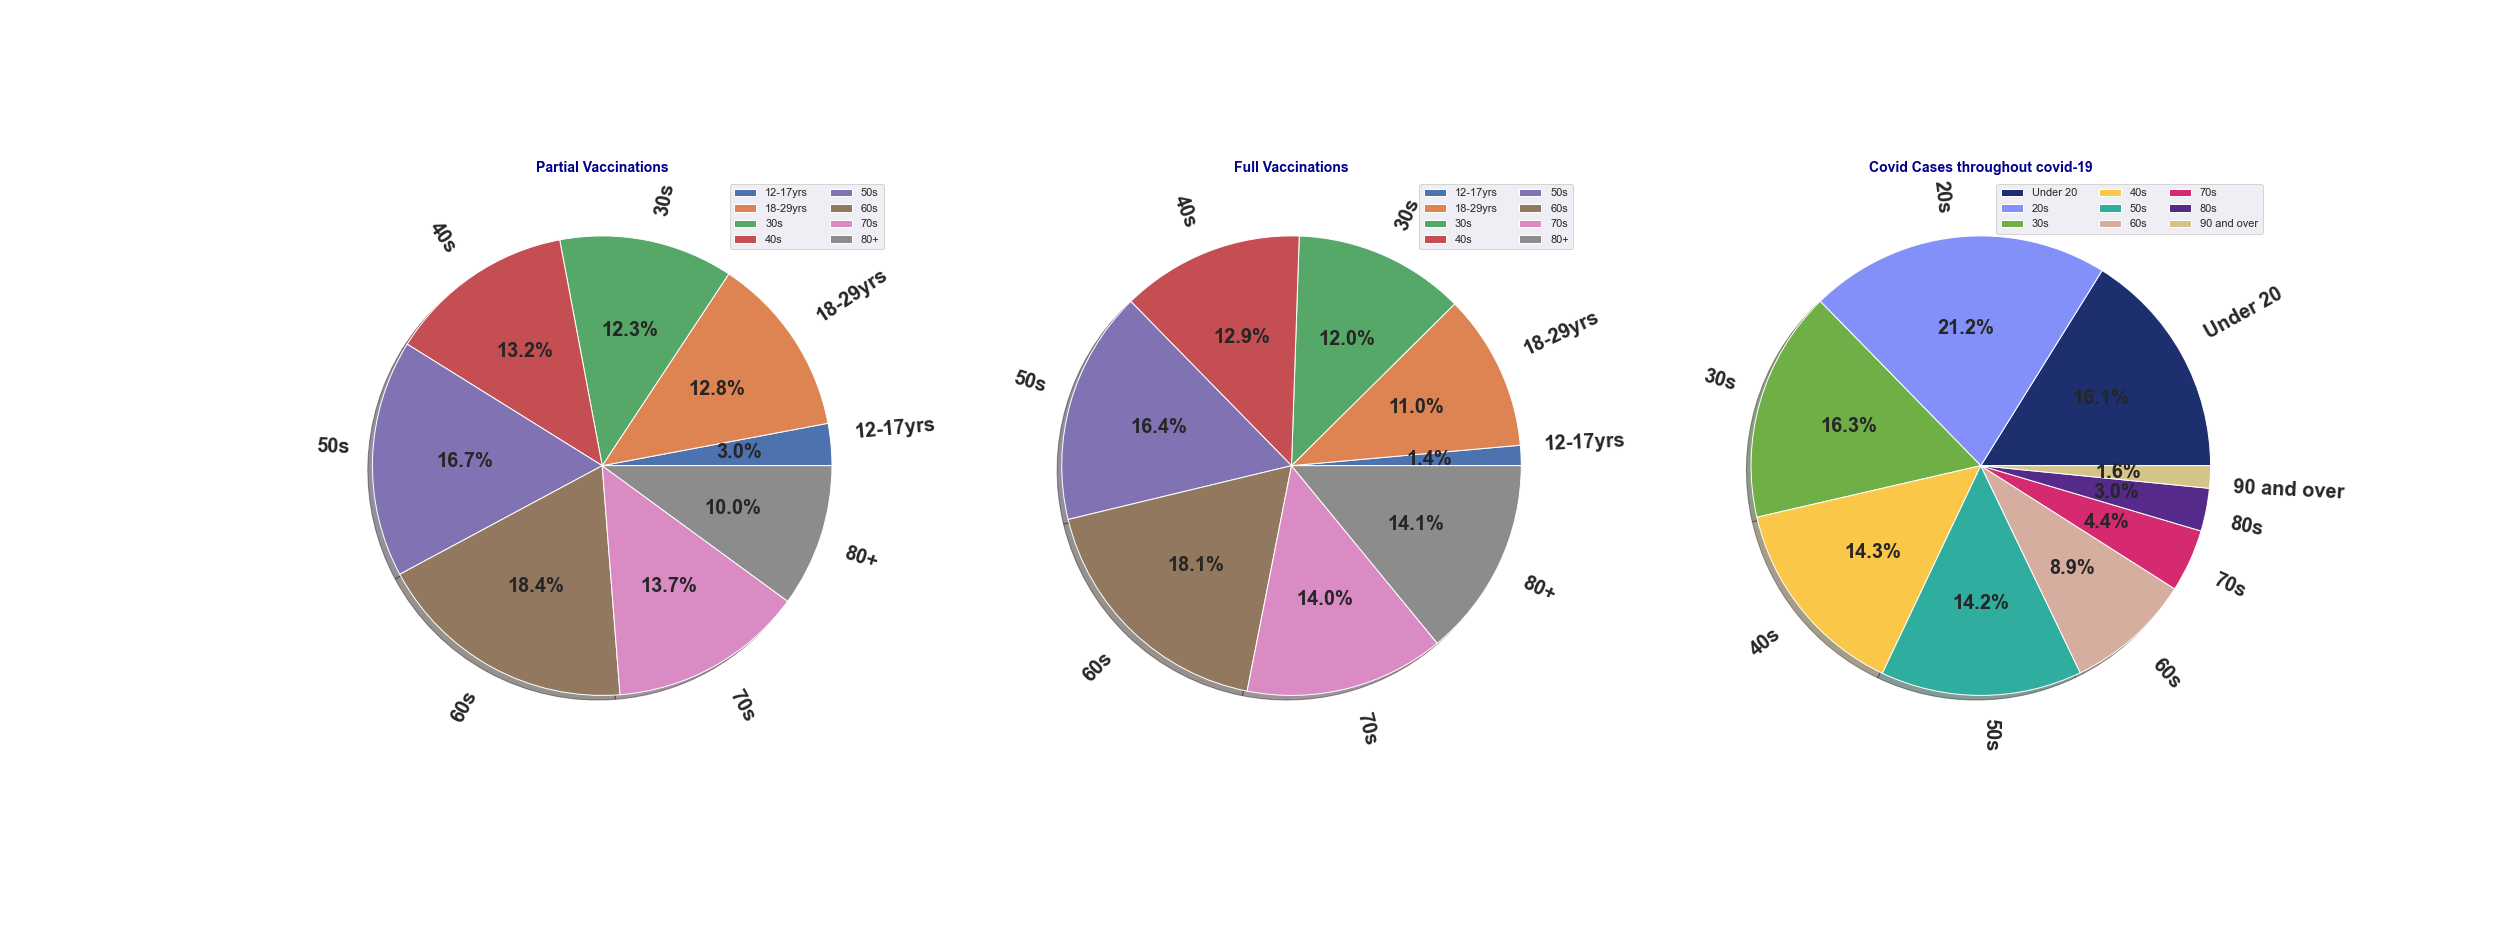 Partial Vaccinations
12-17yrs
18-29yrs
30s
40s
50s
60s
70s
80+
30s
40s
18-29yrs
12.3%
13.2%
12.8%
12-17yrs
50s
16.7%
3.0%
10.0%
80+
18.4%
13.7%
60s
70s
Full Vaccinations
12-17yrs
18-29yrs
30s
40s
50s
60s
70s
80+
40s
30s
18-29yrs
12.9%
12.0%
50s
11.0%
16.4%
12-17yrs
1.4%
14.1%
18.1%
80+
14.0%
60s
70s
Covid Cases throughout covid-19
Under 20
20s
30s
40s
50s
60s
70s
80s
90 and over
20s
Under 20
21.2%
30s
16.1%
16.3%
1.6%
90 and over
3.0%
80s
4.4%
14.3%
8.9%
70s
14.2%
40s
60s
50s